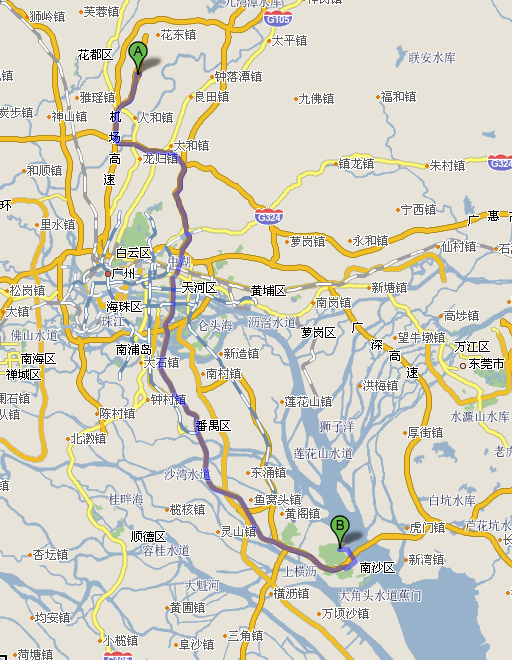 芙蓉镇
狮岭镇
G105
花东镇
太平镇
花都区
A
联安水库
钟落潭镇
雅瑶镇
良田镇
九佛镇
福和镇
炭步镇
神山镇
机场高速
人和镇
太和镇
龙归镇
镇龙镇
朱村镇
G324
和顺镇
环
G324
宁西镇
广惠
里水镇
萝岗镇
永和镇
仙村镇
白云区
广州
松岗镇
天河区
黄埔区
新塘镇
大镇
海珠区
珠江
仑头海
沥滘水道
南岗镇
萝岗区
高埗镇
佛山水道
广深高速
望牛墩镇
南海区
南浦岛
新造镇
万江区
大石镇
东莞市
禅城区
南村镇
洪梅镇
澜石镇
钟村镇
莲花山镇
陈村镇
番禺区
狮子洋
水濂山水库
北滘镇
厚街镇
莲花山水道
沙湾水道
东涌镇
桂畔海
鱼窝头镇
白坑水库
榄核镇
黄阁镇
B
虎门镇
灵山镇
顺德区
容桂水道
杏坛镇
上横沥
南沙区
新湾镇
大魁河
横沥镇
大角头水道蕉门
黄圃镇
均安镇
万顷沙镇
三角镇
小榄镇
阜沙镇
荷塘镇
G105